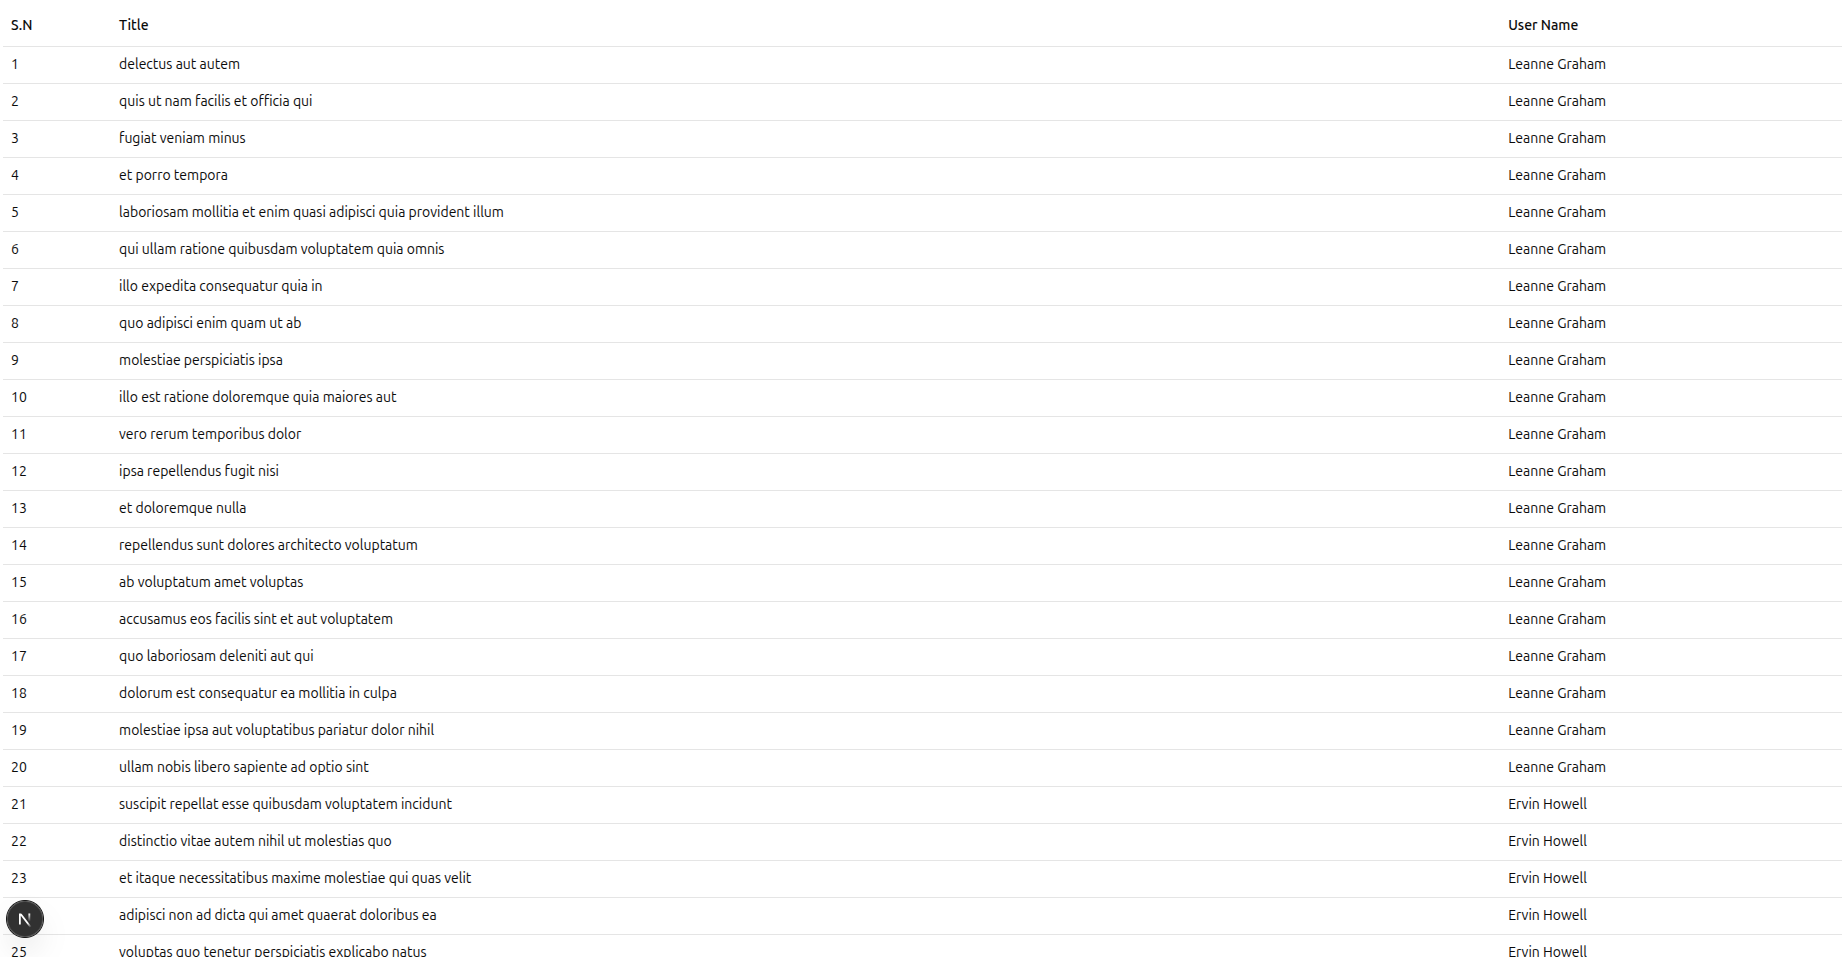 S.N Title User Name
1 delectus aut autem Leanne Graham
2 quis ut nam facilis et officia qui Leanne Graham
3 fugiat veniam minus Leanne Graham
4 et porro tempora Leanne Graham
5 laboriosam mollitia et enim quasi adipisci quia provident illum Leanne Graham
6 qui ullam ratione quibusdam voluptatem quia omnis Leanne Graham
7 illo expedita consequatur quia in Leanne Graham
8 quo adipisci enim quam ut ab Leanne Graham
9 molestiae perspiciatis ipsa Leanne Graham
10 illo est ratione doloremque quia maiores aut Leanne Graham
11 vero rerum temporibus dolor Leanne Graham
12 ipsa repellendus fugit nisi Leanne Graham
13 et doloremque nulla Leanne Graham
14 repellendus sunt dolores architecto voluptatum Leanne Graham
15 ab voluptatum amet voluptas Leanne Graham
16 accusamus eos facilis sint et aut voluptatem Leanne Graham
17 quo laboriosam deleniti aut qui Leanne Graham
18 dolorum est consequatur ea mollitia in culpa Leanne Graham
19 molestiae ipsa aut voluptatibus pariatur dolor nihil Leanne Graham
20 ullam nobis libero sapiente ad optio sint Leanne Graham
21 suscipit repellat esse quibusdam voluptatem incidunt Ervin Howell
22 distinctio vitae autem nihil ut molestias quo Ervin Howell
23 et itaque necessitatibus maxime molestiae qui quas velit Ervin Howell
N adipisci non ad dicta qui amet quaerat doloribus ea Ervin Howell
25 voluptas quo tenetur perspiciatis explicabo natus Ervin Howell